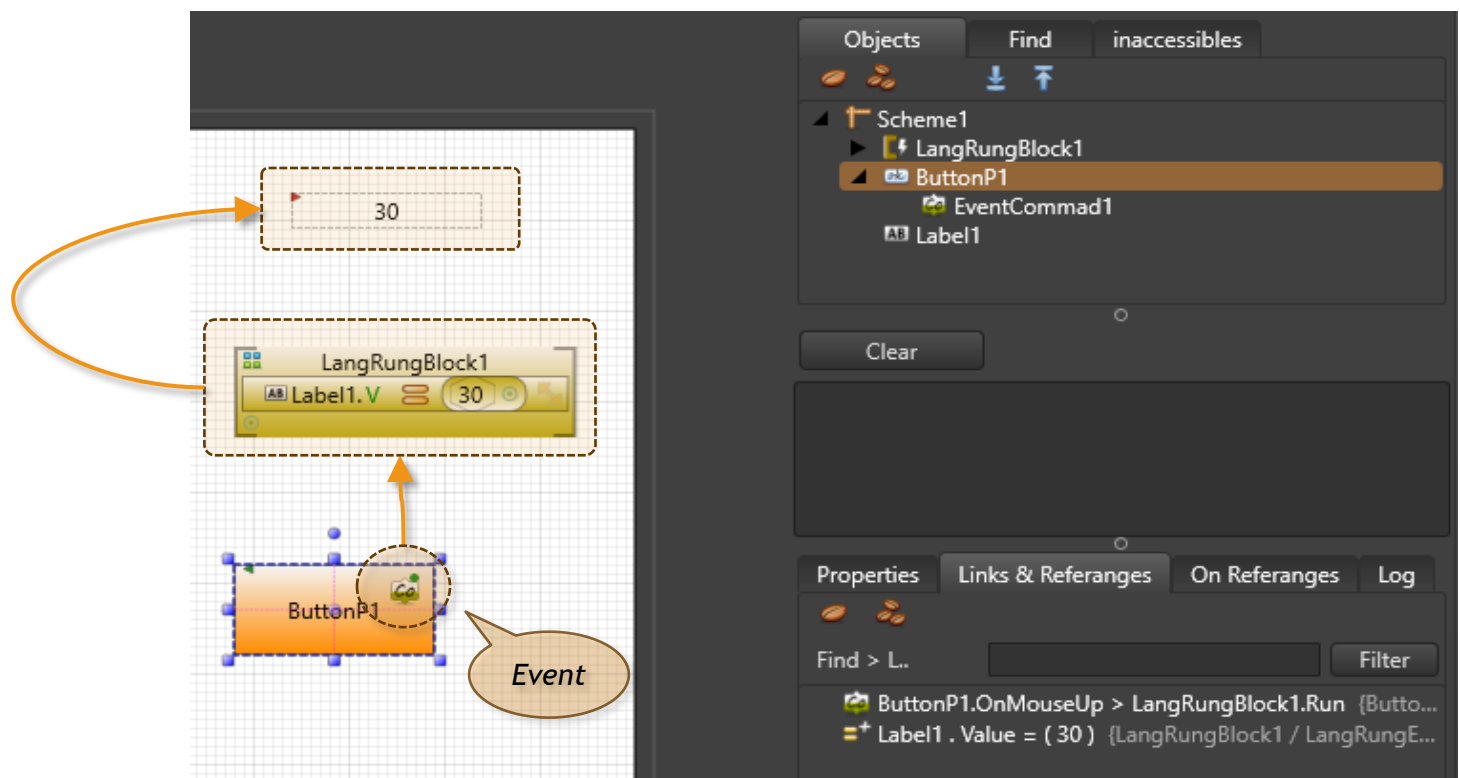 Objects Find inaccessibles
Scheme1
LangRungBlock1
ButtonP1
EventCommad1
Label1
30
LangRungBlock1
AB Label1. V 30
Clear
ButtonP1
Event
Properties Links & Referanges On Referanges Log
Find > L..
Filter
ButtonP1.OnMouseUp > LangRungBlock1.Run {Butto...
Label1 . Value = ( 30 ) {LangRungBlock1 / LangRungE...